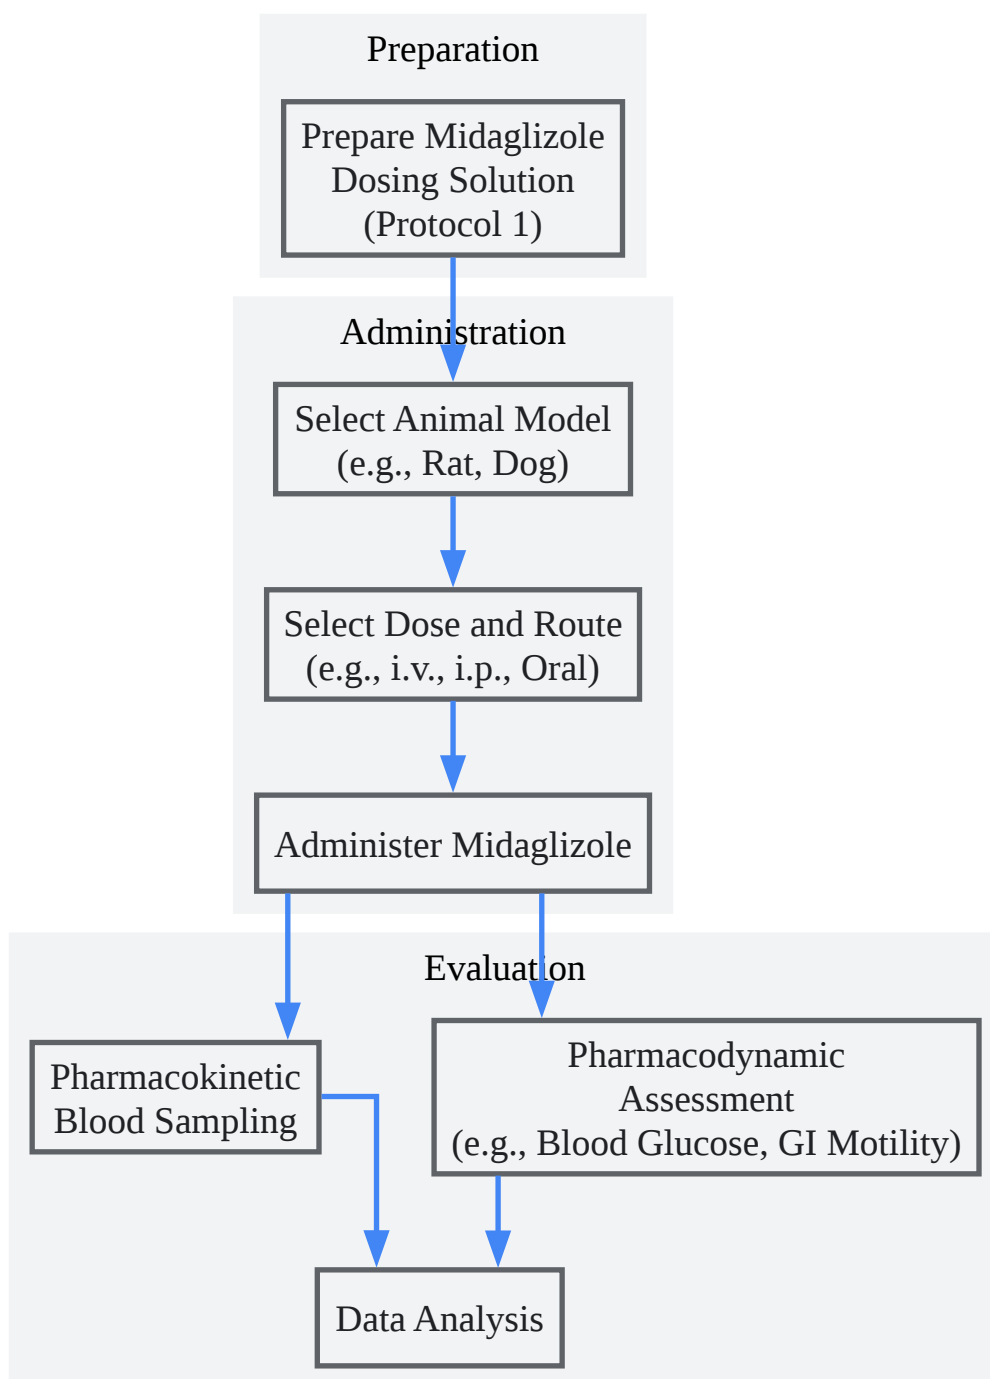 Preparation
Prepare Midaglizole
Dosing Solution
(Protocol 1)
Administration
Select Animal Model
(e.g., Rat, Dog)
Select Dose and Route
(e.g., i.v., i.p., Oral)
Administer Midaglizole
Evaluation
Pharmacokinetic
Blood Sampling
Pharmacodynamic
Assessment
(e.g., Blood Glucose, GI Motility)
Data Analysis